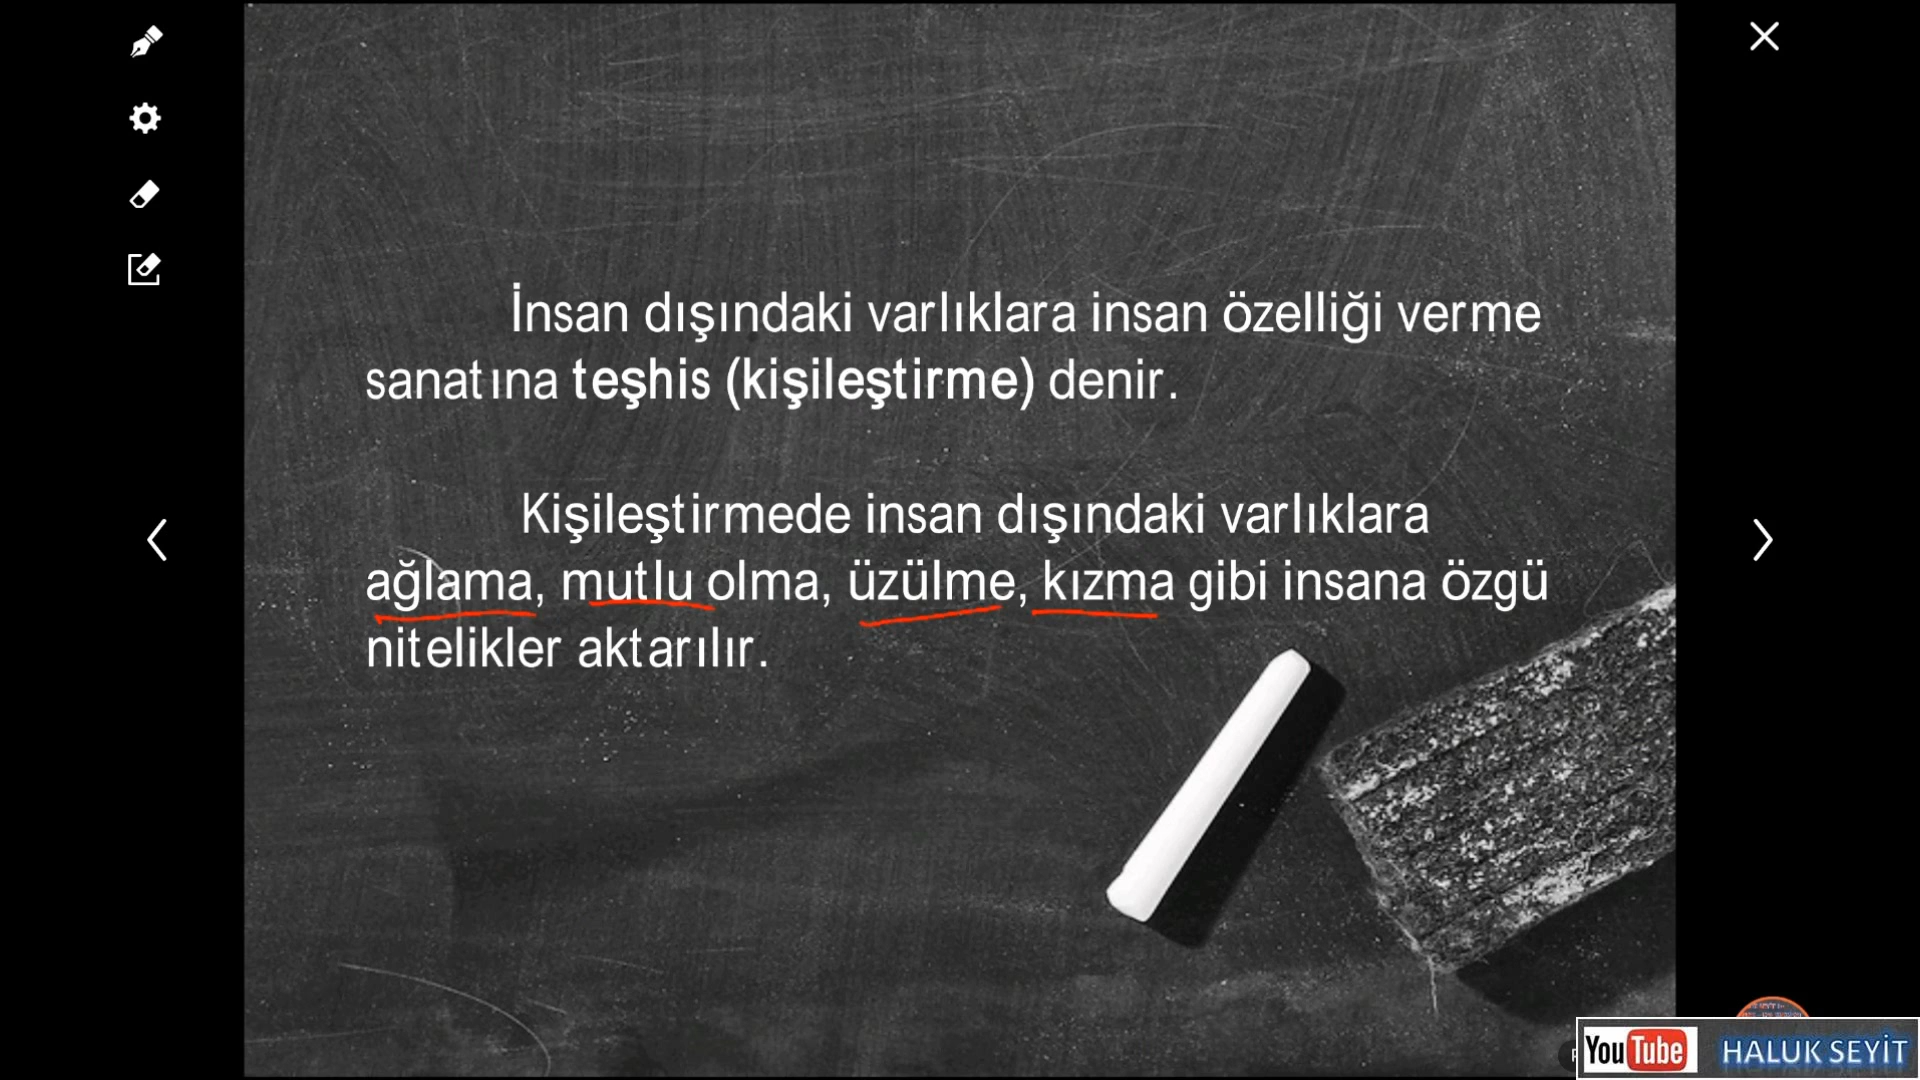 İnsan dışındaki varlıklara insan özelliği verme
sanatına teşhis (kişileştirme) denir.
Kişileştirmede insan dışındaki varlıklara
ağlama, mutlu olma, üzülme, kızma gibi insana özgü
nitelikler aktarılır.
YouTube HALUK SEYİT